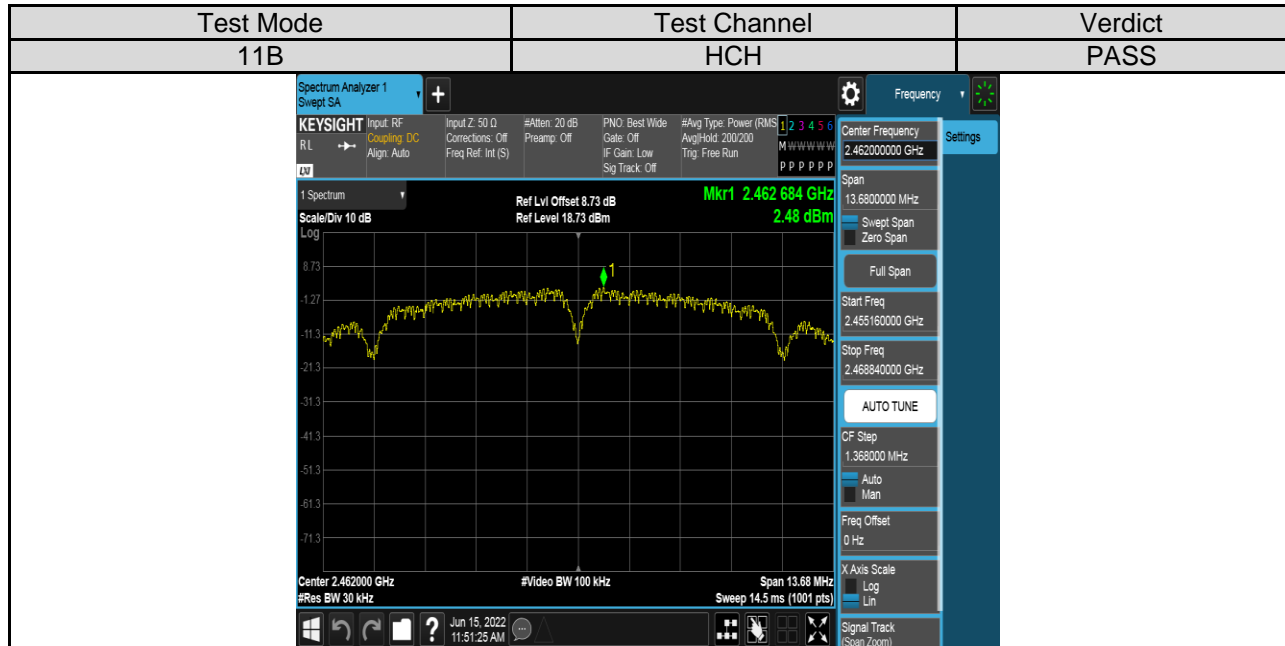 Test Mode Test Channel Verdict
11B HCH PASS
Spectrum Analyzer 1
Swept SA
+
Frequency
KEYSIGHT
RL
LXI
Input: RF
Coupling: DC
Align: Auto
Input Z: 50 Ω
Corrections: Off
Freq Ref: Int (S)
#Atten: 20 dB
Preamp: Off
PNO: Best Wide
Gate: Off
IF Gain: Low
Sig Track: Off
#Avg Type: Power (RMS
Avg|Hold: 200/200
Trig: Free Run
1 2 3 4 5 6
M W W W W W
P P P P P P
1 Spectrum
Scale/Div 10 dB
Log
Ref Lvl Offset 8.73 dB
Ref Level 18.73 dBm
Mkr1 2.462 684 GHz
2.48 dBm
1
8.73
-1.27
-11.3
-21.3
-31.3
-41.3
-51.3
-61.3
-71.3
Center 2.462000 GHz
#Res BW 30 kHz
#Video BW 100 kHz
Span 13.68 MHz
Sweep 14.5 ms (1001 pts)
?
Jun 15, 2022
11:51:25 AM
Center Frequency
2.462000000 GHz
Settings
Span
13.6800000 MHz
Swept Span
Zero Span
Full Span
Start Freq
2.455160000 GHz
Stop Freq
2.468840000 GHz
AUTO TUNE
CF Step
1.368000 MHz
Auto
Man
Freq Offset
0 Hz
X Axis Scale
Log
Lin
Signal Track
(Span Zoom)